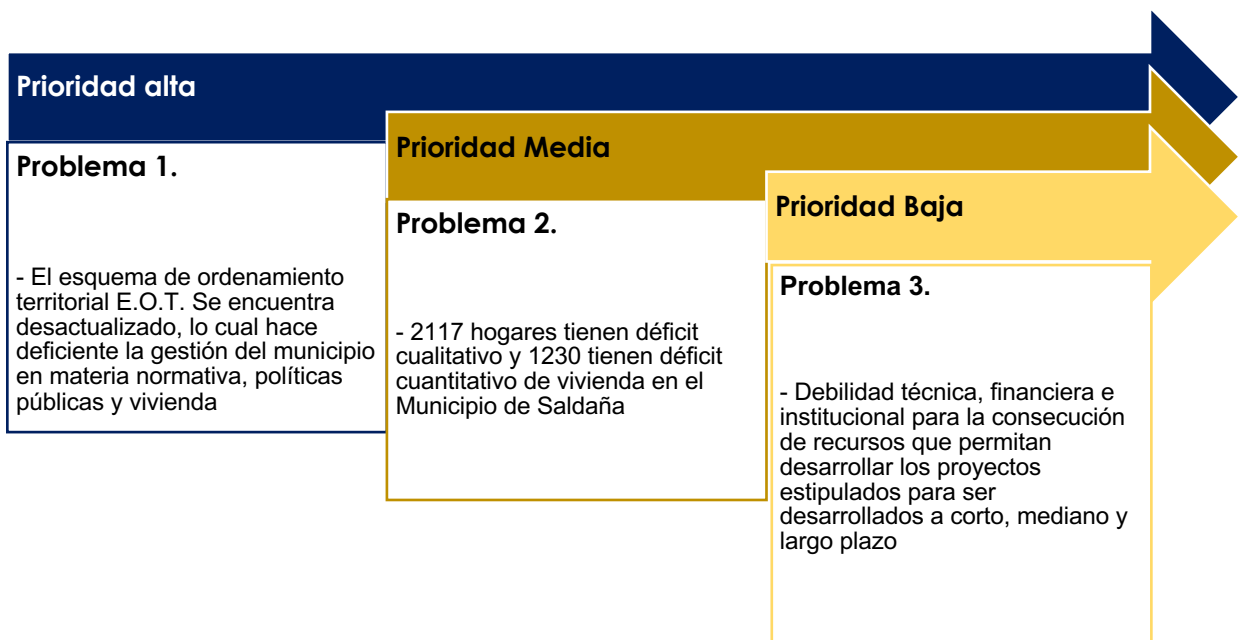 Prioridad alta
Problema 1.
- El esquema de ordenamiento
territorial E.O.T. Se encuentra
desactualizado, lo cual hace
deficiente la gestión del municipio
en materia normativa, políticas
públicas y vivienda
Prioridad Media
Problema 2.
- 2117 hogares tienen déficit
cualitativo y 1230 tienen déficit
cuantitativo de vivienda en el
Municipio de Saldaña
Prioridad Baja
Problema 3.
- Debilidad técnica, financiera e
institucional para la consecución
de recursos que permitan
desarrollar los proyectos
estipulados para ser
desarrollados a corto, mediano y
largo plazo